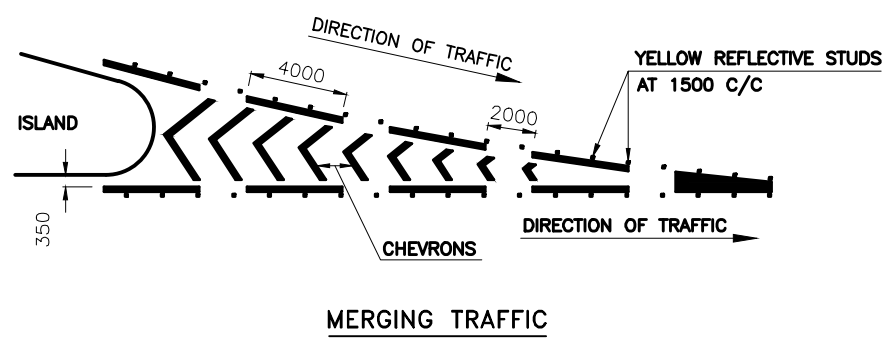 DIRECTION OF TRAFFIC
4000
YELLOW REFLECTIVE STUDS
AT 1500 C/C
2000
ISLAND
350
DIRECTION OF TRAFFIC
CHEVRONS
MERGING TRAFFIC